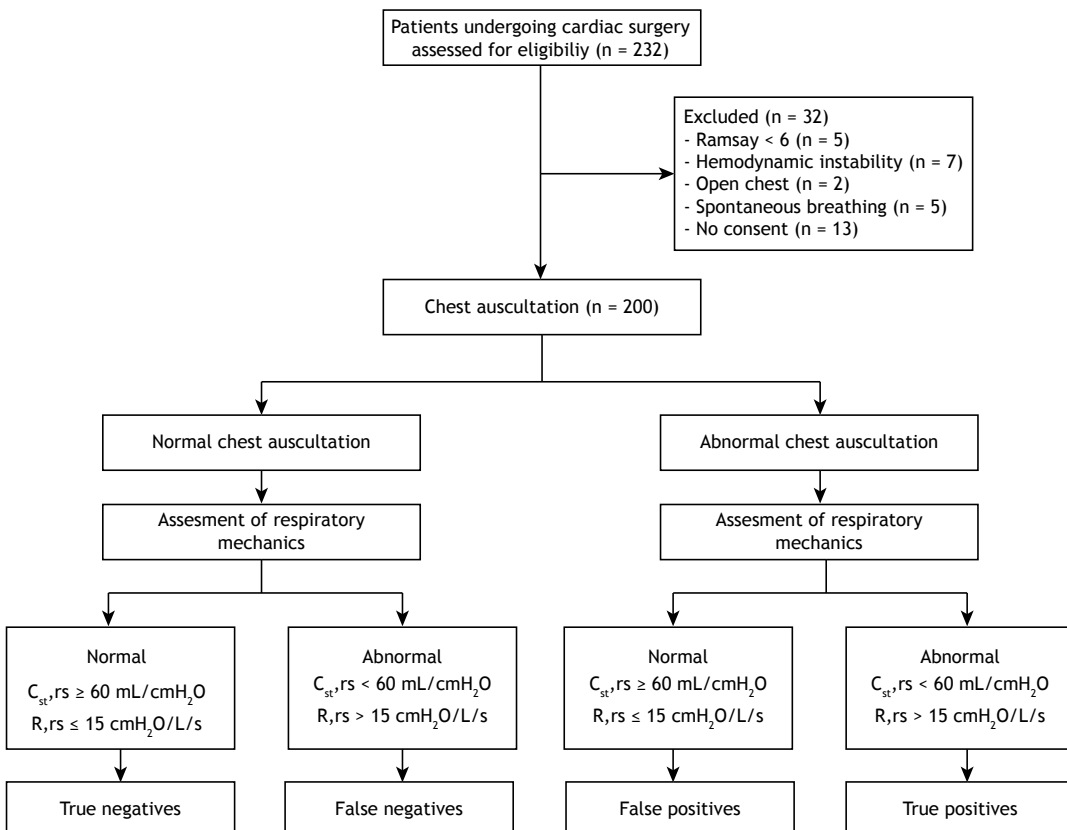 Patients undergoing cardiac surgery
assessed for eligibiliy (n = 232)
Excluded (n = 32)
- Ramsay < 6 (n = 5)
- Hemodynamic instability (n = 7)
- Open chest (n = 2)
- Spontaneous breathing (n = 5)
- No consent (n = 13)
Chest auscultation (n = 200)
Normal chest auscultation
Abnormal chest auscultation
Assesment of respiratory
mechanics
Assesment of respiratory
mechanics
Normal
C_st,rs ≥ 60 mL/cmH₂O
R,rs ≤ 15 cmH₂O/L/s
Abnormal
C_st,rs < 60 mL/cmH₂O
R,rs > 15 cmH₂O/L/s
Normal
C_st,rs ≥ 60 mL/cmH₂O
R,rs ≤ 15 cmH₂O/L/s
Abnormal
C_st,rs < 60 mL/cmH₂O
R,rs > 15 cmH₂O/L/s
True negatives
False negatives
False positives
True positives